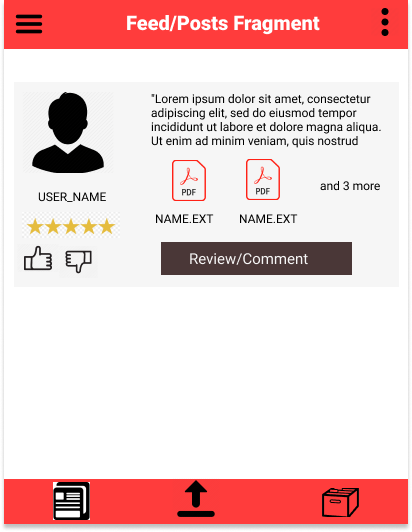 Feed/Posts Fragment
"Lorem ipsum dolor sit amet, consectetur
adipiscing elit, sed do eiusmod tempor
incididunt ut labore et dolore magna aliqua.
Ut enim ad minim veniam, quis nostrud
USER_NAME
PDF
PDF
and 3 more
NAME.EXT
NAME.EXT
Review/Comment